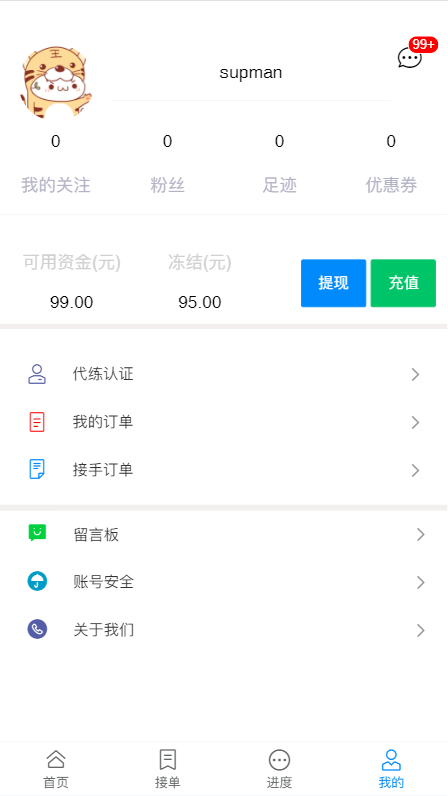 99+
supman
0 0 0 0
我的关注 粉丝 足迹 优惠券
可用资金(元) 冻结(元)
99.00 95.00
提现 充值
代练认证
我的订单
接手订单
留言板
账号安全
关于我们
首页 接单 进度 我的